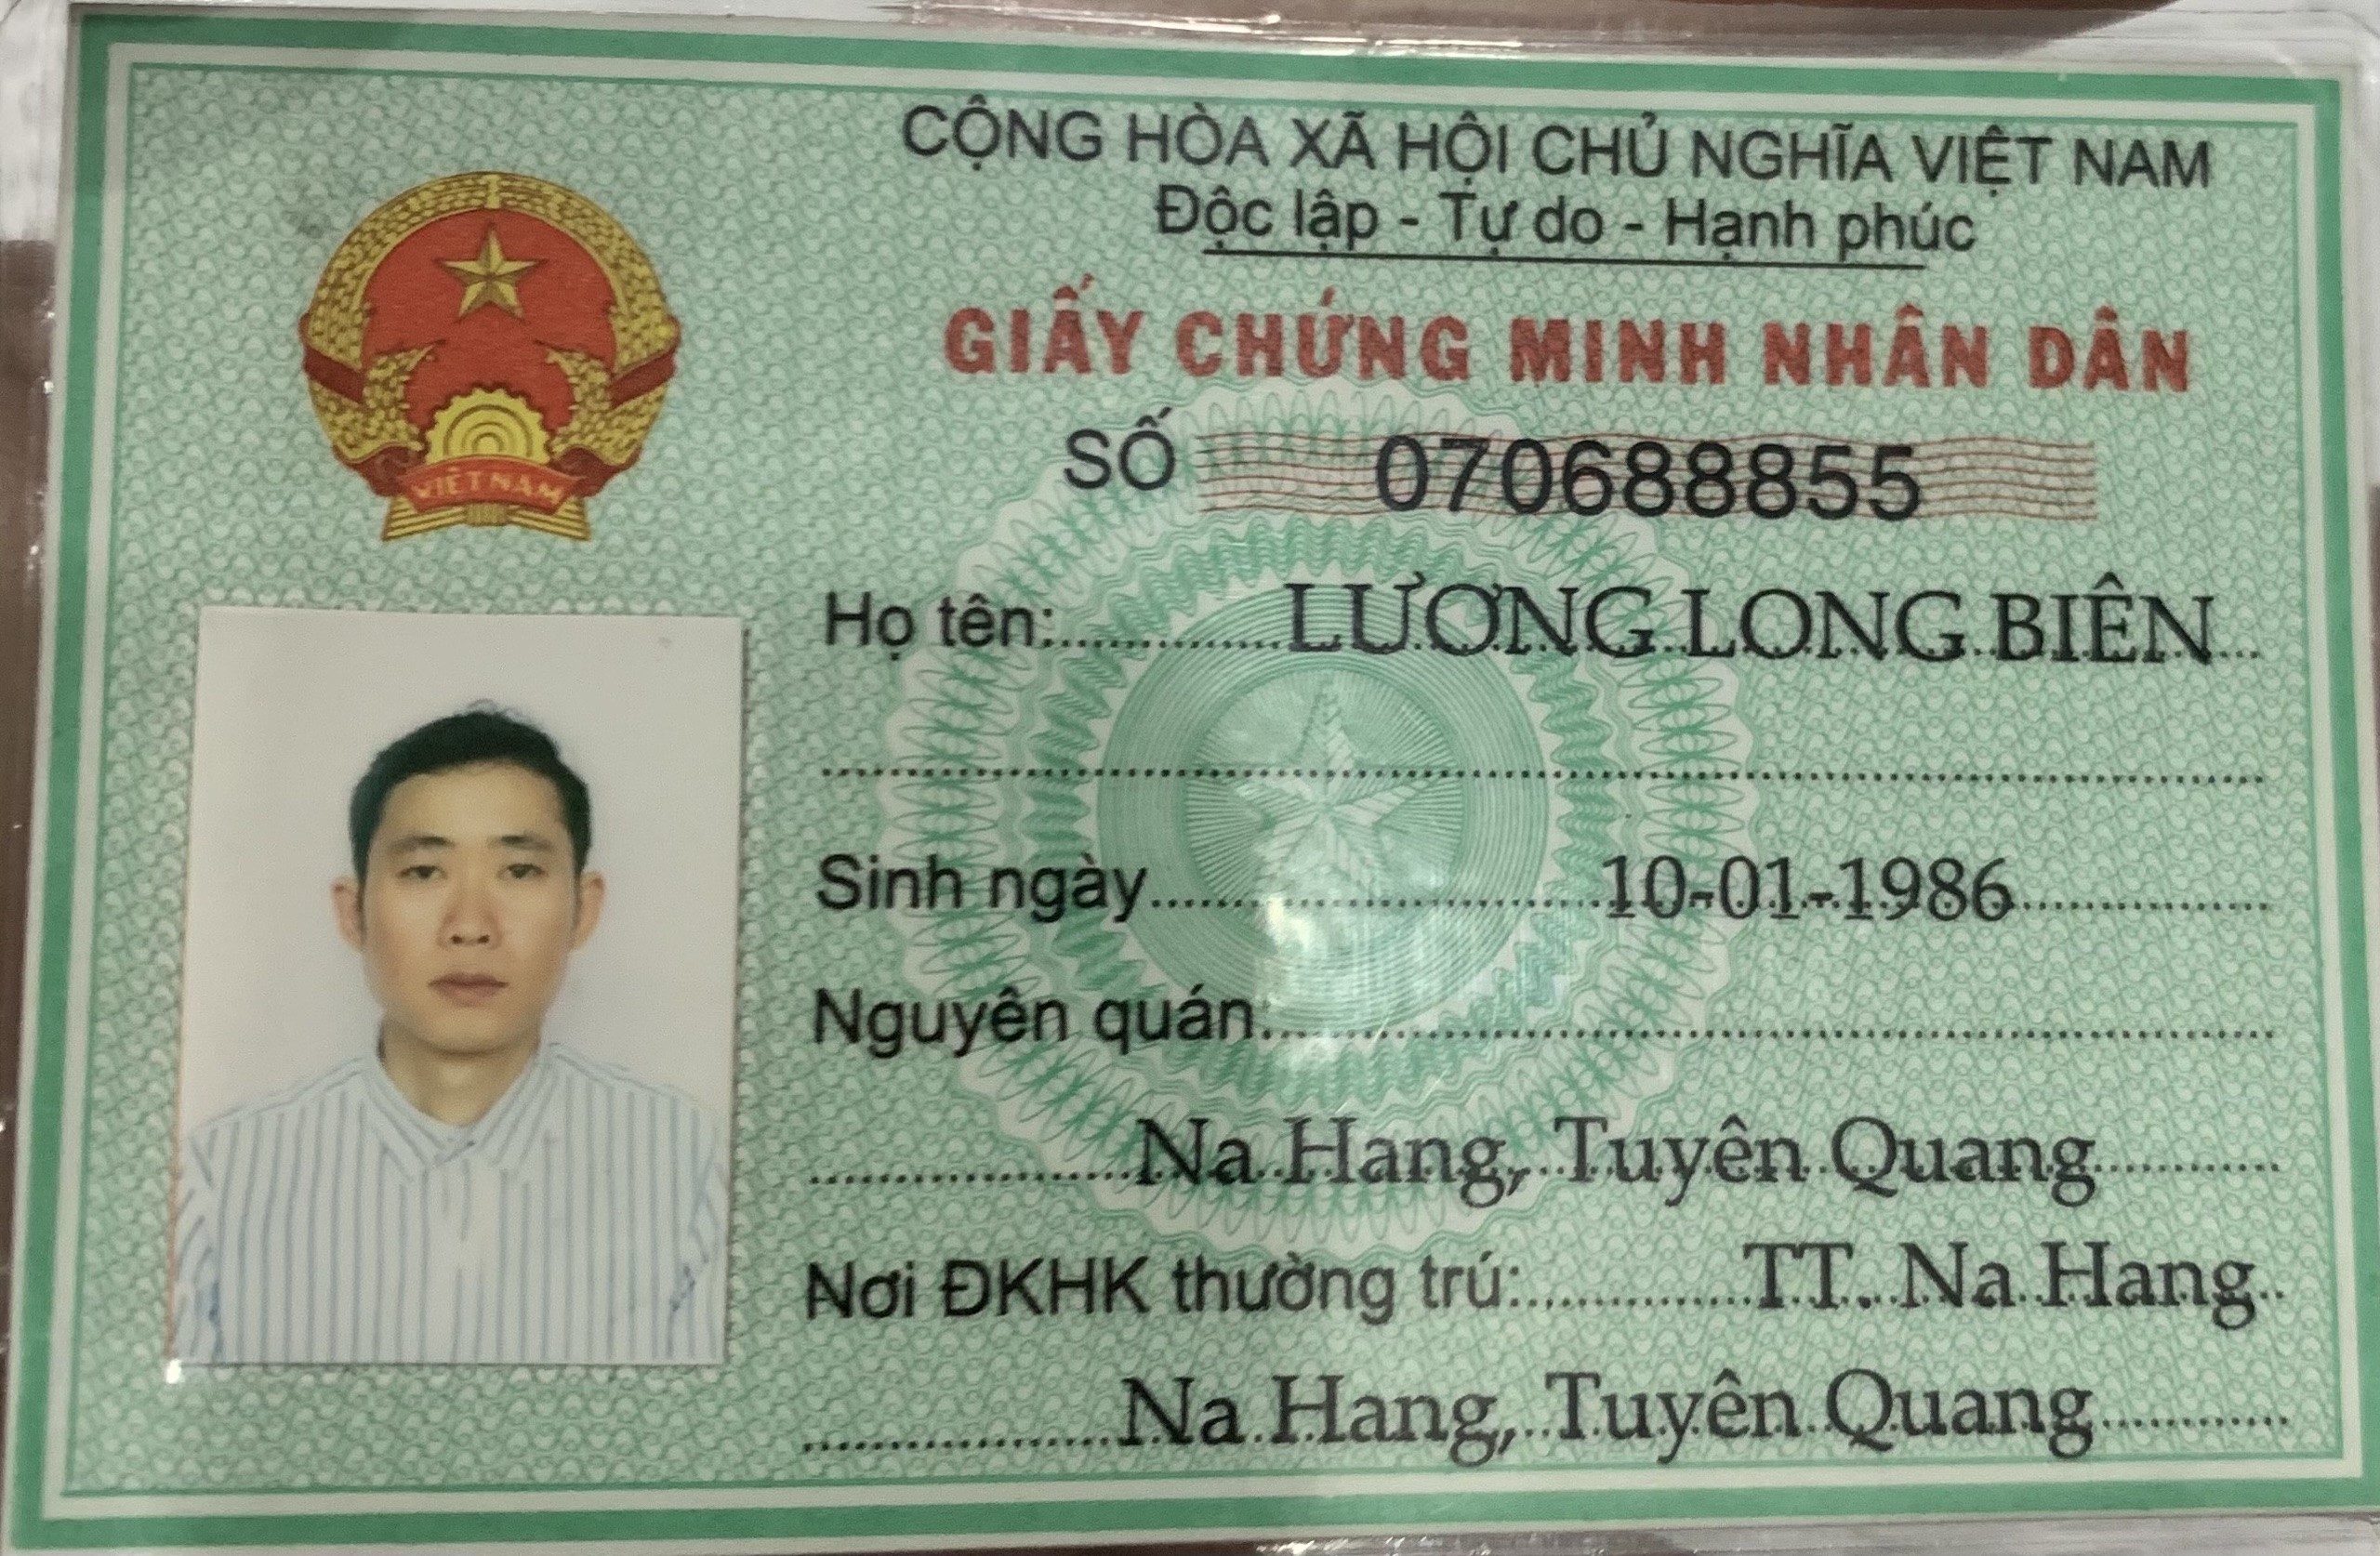 CỘNG HÒA XÃ HỘI CHỦ NGHĨA VIỆT NAM
Độc lập - Tự do - Hạnh phúc
GIẤY CHỨNG MINH NHÂN DÂN
SỐ 070688855
VIỆT NAM
Họ tên: LƯƠNG LONG BIÊN
Sinh ngày 10-01-1986
Nguyên quán:
Na Hang, Tuyên Quang
Nơi ĐKHK thường trú: TT. Na Hang
Na Hang, Tuyên Quang